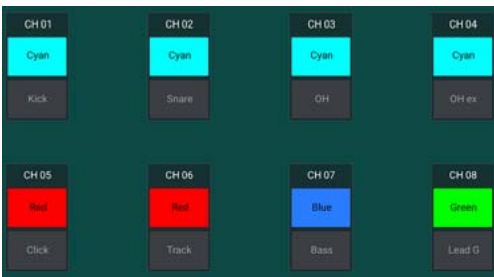 CH 01 CH 02 CH 03 CH 04
Cyan Cyan Cyan Cyan
Kick Snare OH OH ex
CH 05 CH 06 CH 07 CH 08
Red Red Blue Green
Click Track Bass Lead G